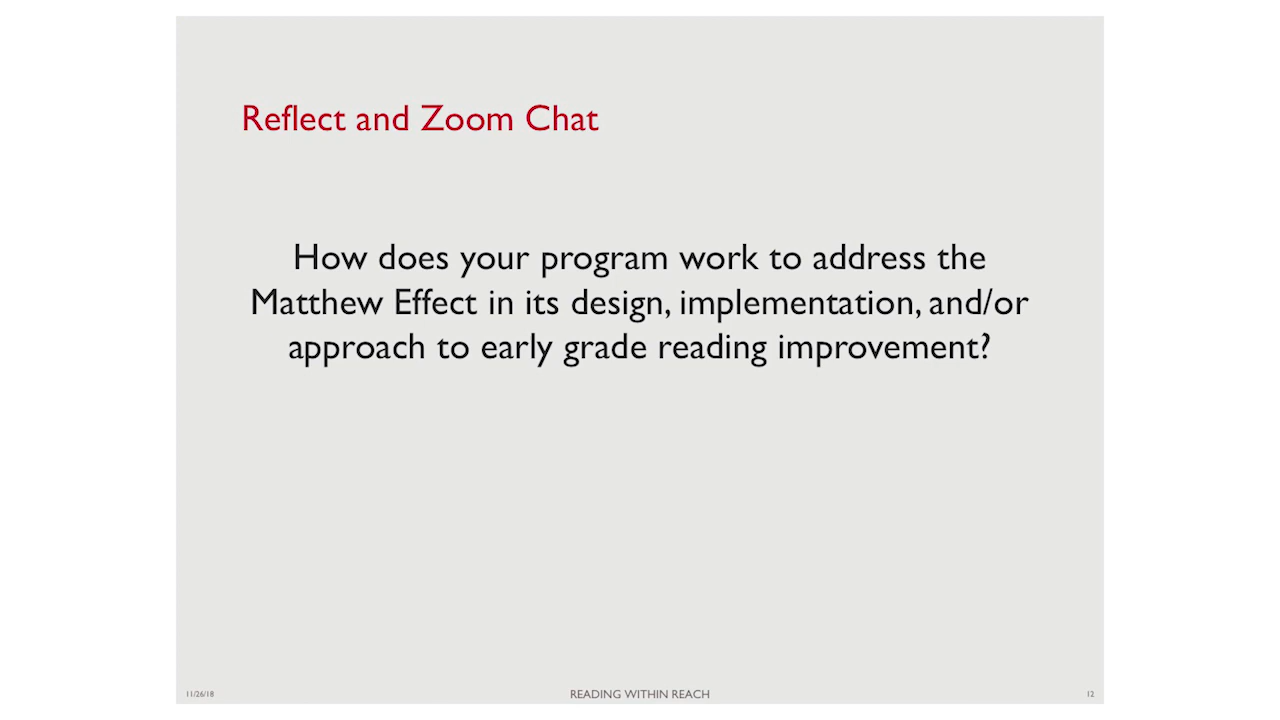 Reflect and Zoom Chat
How does your program work to address the
Matthew Effect in its design, implementation, and/or
approach to early grade reading improvement?
11/26/18
READING WITHIN REACH
12